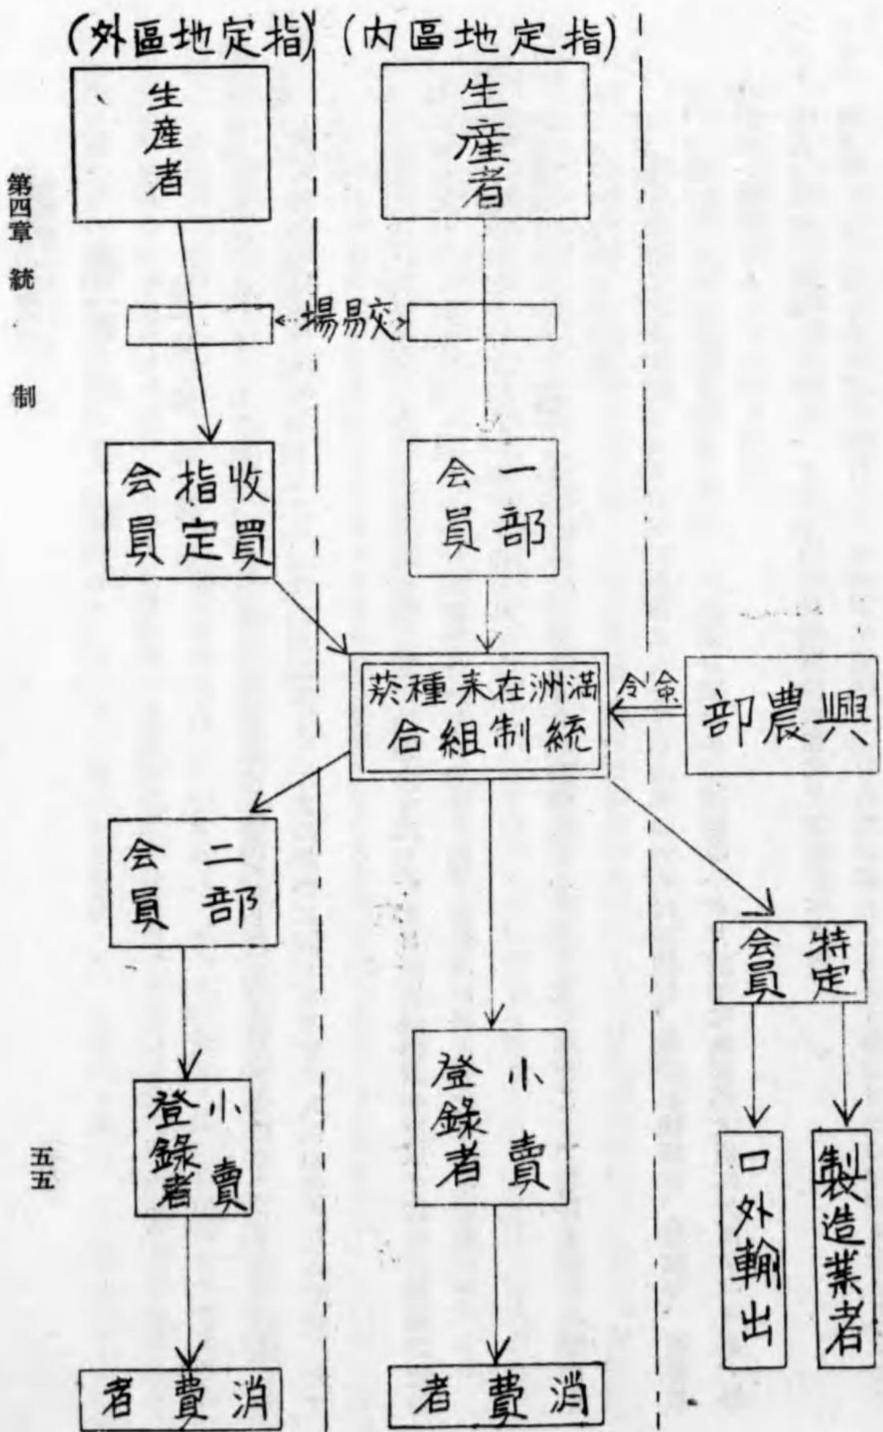 (指定地區内)
(指定地區外)
生産者
生産者
交易場
一部
会員
收買
指定
会員
興農部
命令
満洲在来種菸
統制組合
特定
会員
二部
会員
小賣
登錄者
小賣
登錄者
製造業者
口外輸出
消費者
消費者
第四章 統制
五五